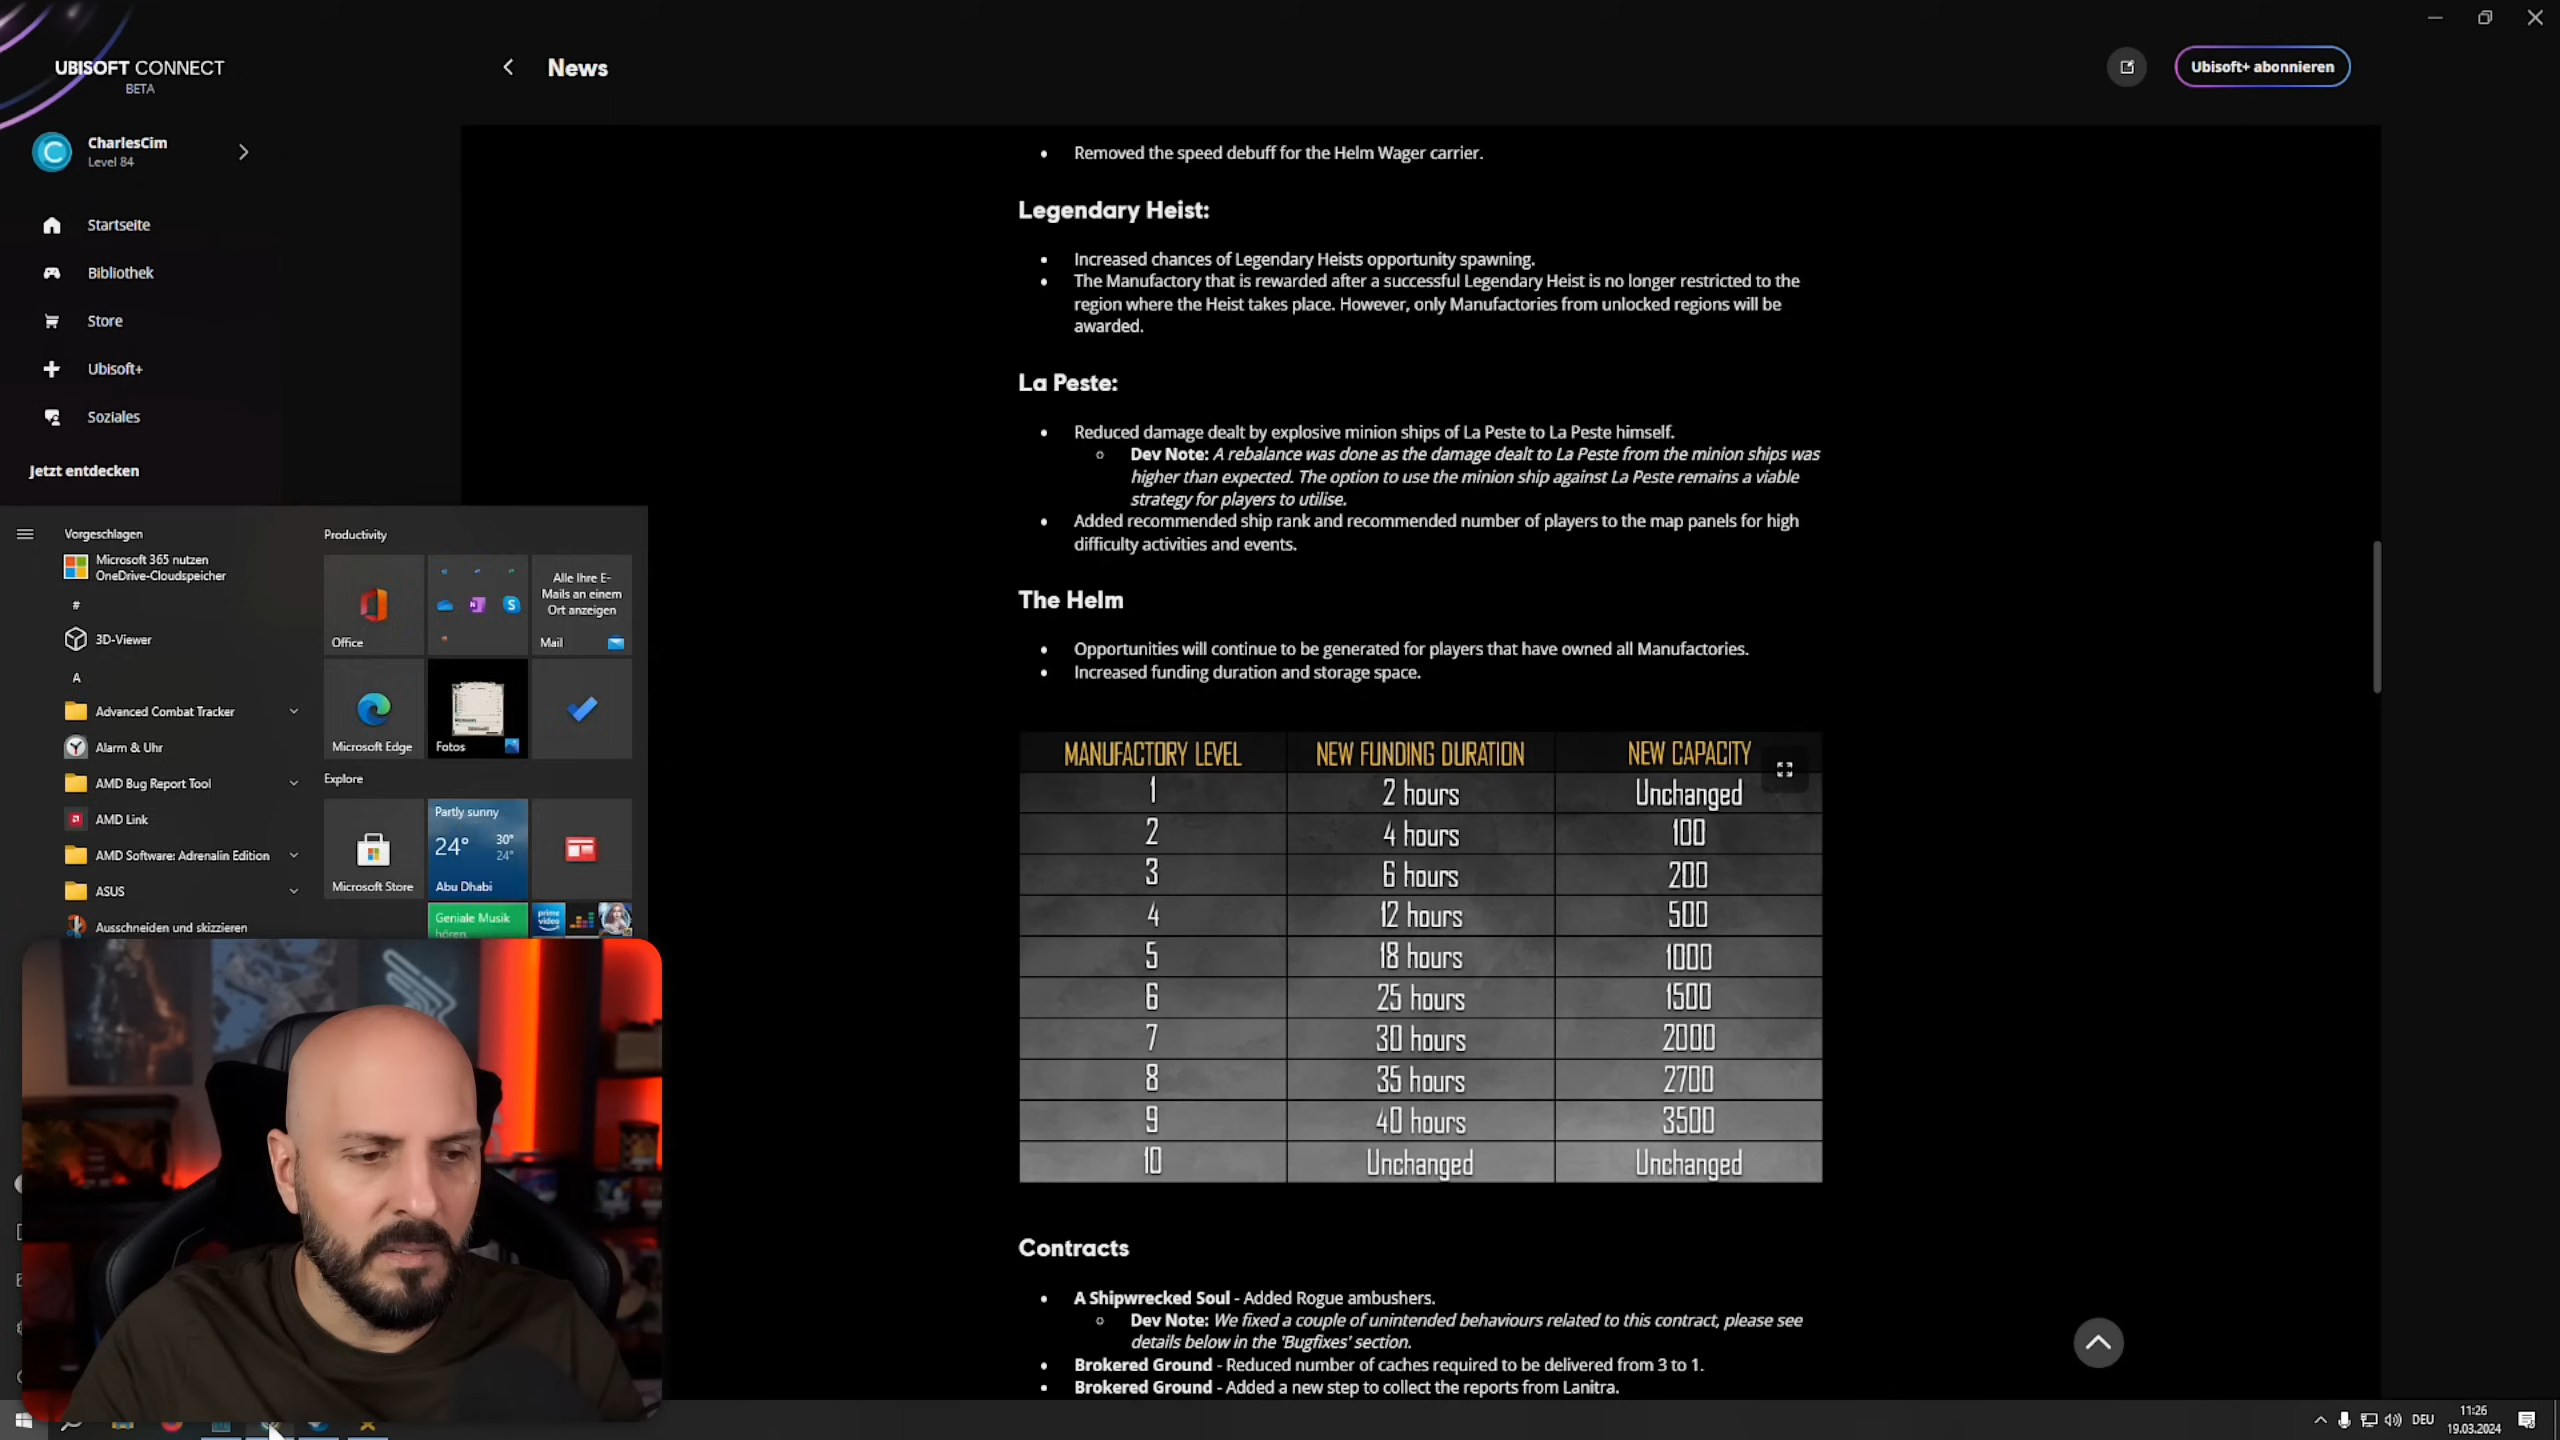 UBISOFT CONNECT
BETA
News
Ubisoft+ abonnieren
CharlesCim
Level 84
Startseite
Bibliothek
Store
Ubisoft+
Soziales
Jetzt entdecken
Removed the speed debuff for the Helm Wager carrier.
Legendary Heist:
Increased chances of Legendary Heists opportunity spawning.
The Manufactory that is rewarded after a successful Legendary Heist is no longer restricted to the
region where the Heist takes place. However, only Manufactories from unlocked regions will be
awarded.
La Peste:
Reduced damage dealt by explosive minion ships of La Peste to La Peste himself.
Dev Note: A rebalance was done as the damage dealt to La Peste from the minion ships was
higher than expected. The option to use the minion ship against La Peste remains a viable
strategy for players to utilise.
Added recommended ship rank and recommended number of players to the map panels for high
difficulty activities and events.
The Helm
Opportunities will continue to be generated for players that have owned all Manufactories.
Increased funding duration and storage space.
MANUFACTORY LEVEL NEW FUNDING DURATION NEW CAPACITY
1 2 hours Unchanged
2 4 hours 100
3 6 hours 200
4 12 hours 500
5 18 hours 1000
6 25 hours 1500
7 30 hours 2000
8 35 hours 2700
9 40 hours 3500
10 Unchanged Unchanged
Contracts
A Shipwrecked Soul - Added Rogue ambushers.
Dev Note: We fixed a couple of unintended behaviours related to this contract, please see
details below in the 'Bugfixes' section.
Brokered Ground - Reduced number of caches required to be delivered from 3 to 1.
Brokered Ground - Added a new step to collect the reports from Lanitra.
Vorgeschlagen
Microsoft 365 nutzen
OneDrive-Cloudspeicher
#
3D-Viewer
A
Advanced Combat Tracker
Alarm & Uhr
AMD Bug Report Tool
AMD Link
AMD Software: Adrenalin Edition
ASUS
Ausschneiden und skizzieren
Productivity
Office
Alle Ihre E-
Mails an einem
Ort anzeigen
Mail
Microsoft Edge
Fotos
Explore
Microsoft Store
Partly sunny
24° 30°
24°
Abu Dhabi
Geniale Musik
hören.
prime
video
DEU
11:26
19.03.2024